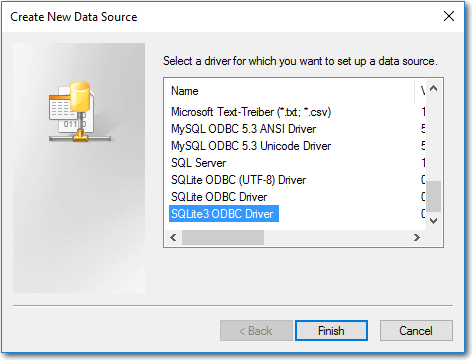 Create New Data Source
Select a driver for which you want to set up a data source.
Name
Microsoft Text-Treiber (*.txt; *.csv) 1
MySQL ODBC 5.3 ANSI Driver 5
MySQL ODBC 5.3 Unicode Driver 5
SQL Server 1
SQLite ODBC (UTF-8) Driver 0
SQLite ODBC Driver 0
SQLite3 ODBC Driver 0
< Back Finish Cancel